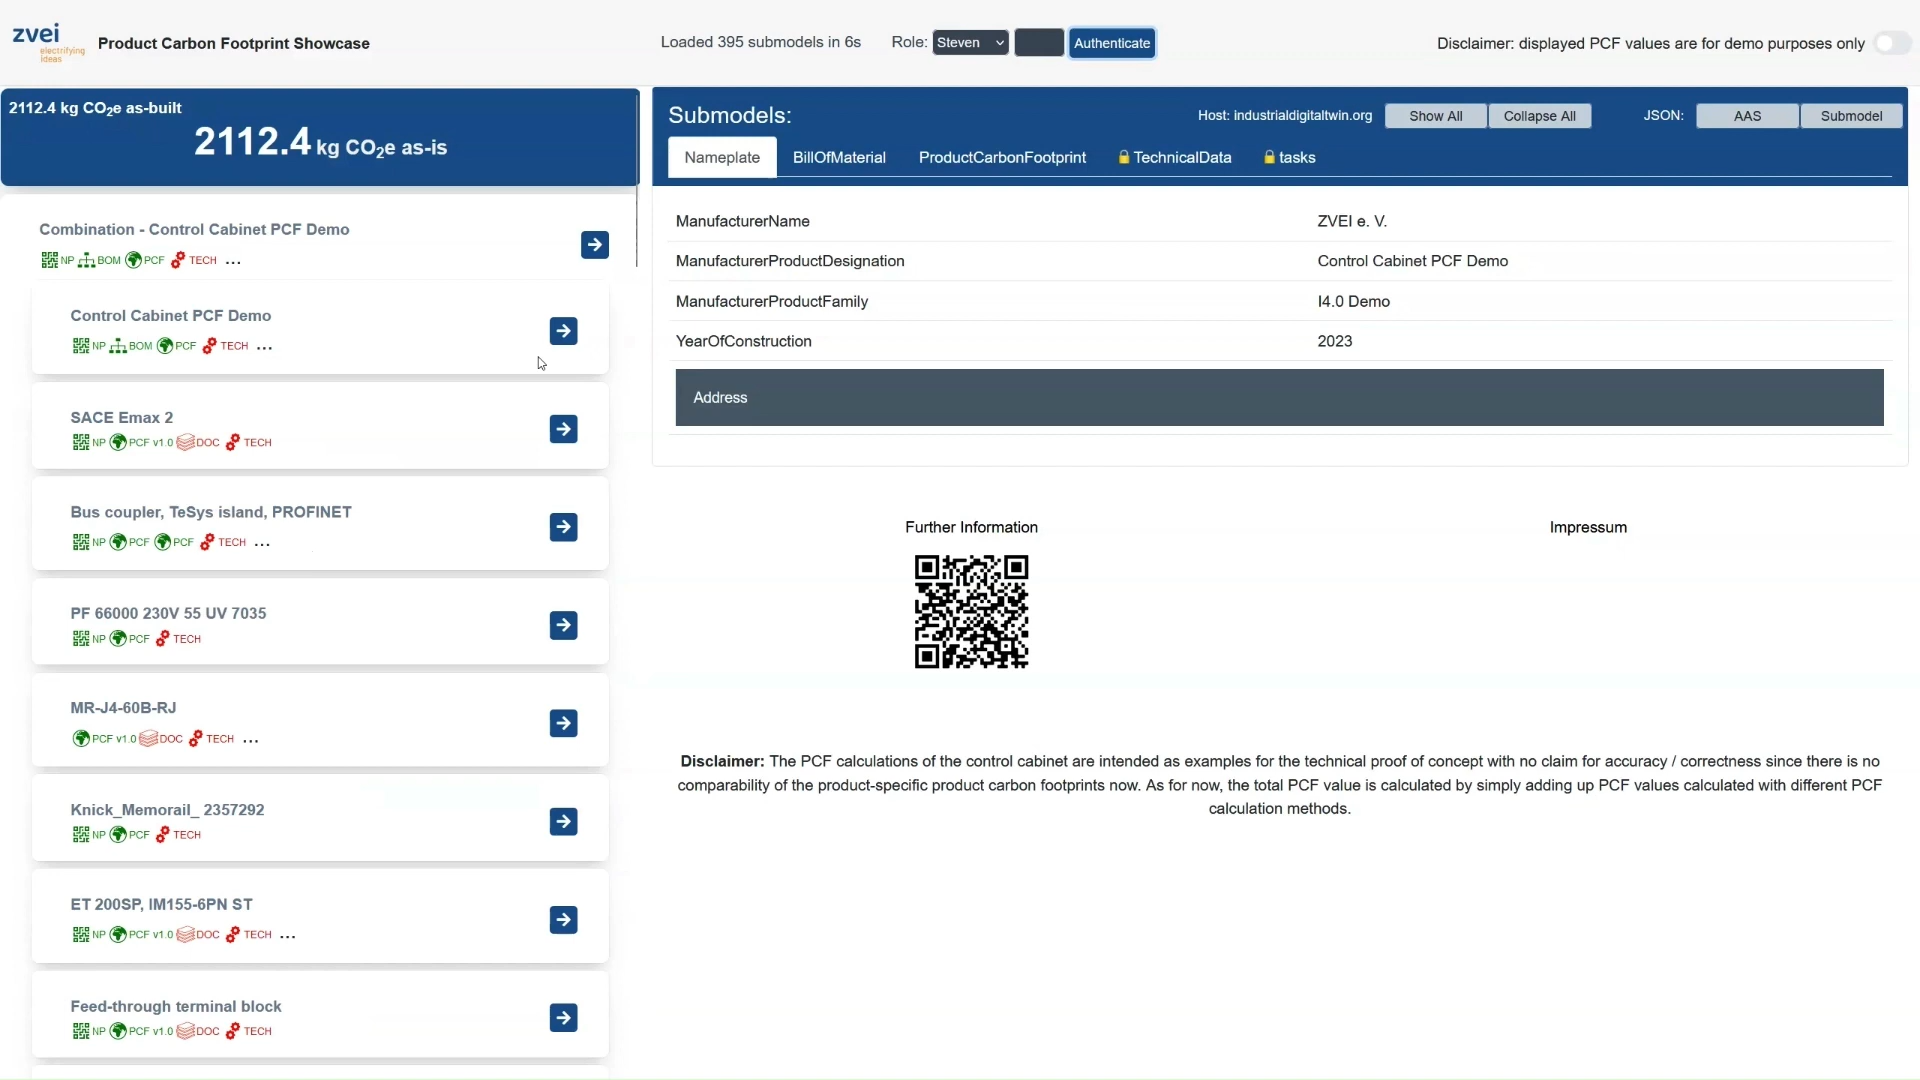 zvei
electrifying
ideas
Product Carbon Footprint Showcase
Loaded 395 submodels in 6s
Role: Steven
Authenticate
Disclaimer: displayed PCF values are for demo purposes only
2112.4 kg CO₂e as-built
2112.4 kg CO₂e as-is
Combination - Control Cabinet PCF Demo
NP BOM PCF TECH ...
Control Cabinet PCF Demo
NP BOM PCF TECH ...
SACE Emax 2
NP PCF v1.0 DOC TECH
Bus coupler, TeSys island, PROFINET
NP PCF PCF TECH ...
PF 66000 230V 55 UV 7035
NP PCF TECH
MR-J4-60B-RJ
PCF v1.0 DOC TECH ...
Knick_Memorail_ 2357292
NP PCF TECH
ET 200SP, IM155-6PN ST
NP PCF v1.0 DOC TECH ...
Feed-through terminal block
NP PCF v1.0 DOC TECH
Submodels:
Host: industrialdigitaltwin.org
Show All
Collapse All
JSON:
AAS
Submodel
Nameplate BillOfMaterial ProductCarbonFootprint TechnicalData tasks
ManufacturerName ZVEI e. V.
ManufacturerProductDesignation Control Cabinet PCF Demo
ManufacturerProductFamily I4.0 Demo
YearOfConstruction 2023
Address
Further Information
Impressum
Disclaimer: The PCF calculations of the control cabinet are intended as examples for the technical proof of concept with no claim for accuracy / correctness since there is no
comparability of the product-specific product carbon footprints now. As for now, the total PCF value is calculated by simply adding up PCF values calculated with different PCF
calculation methods.